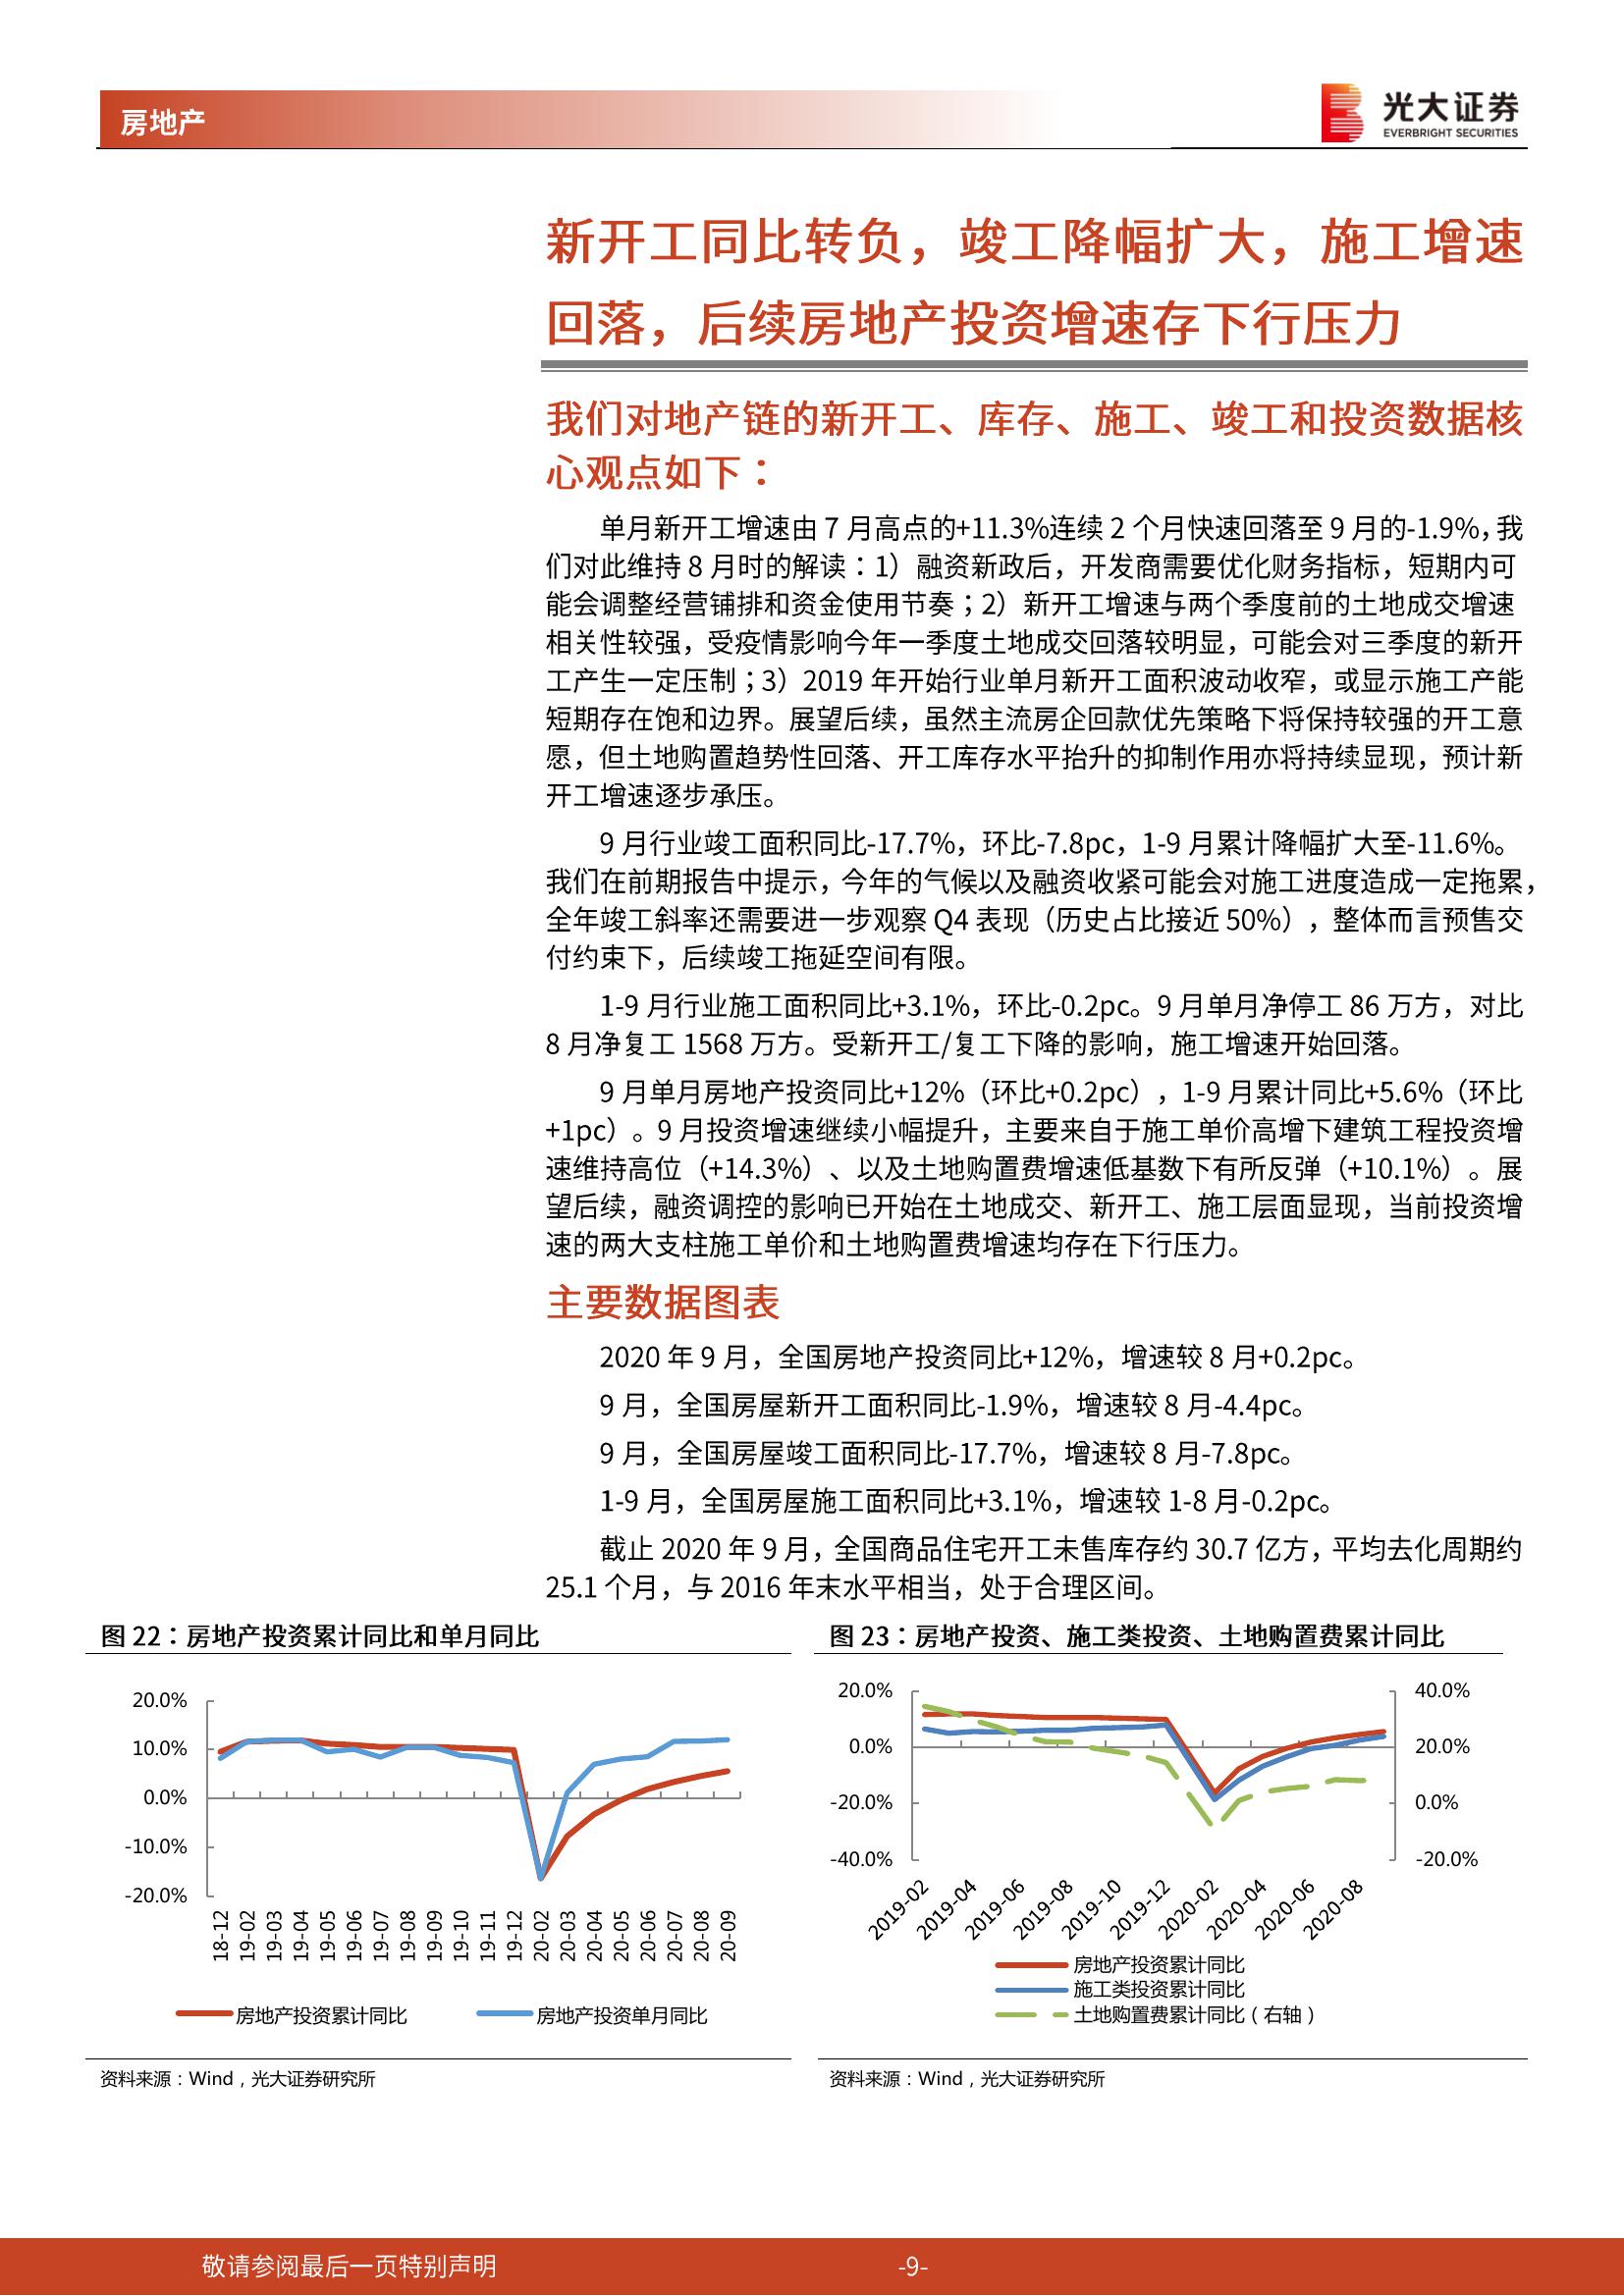 房地产
光大证券
EVERBRIGHT SECURITIES
新开工同比转负，竣工降幅扩大，施工增速
回落，后续房地产投资增速存下行压力
我们对地产链的新开工、库存、施工、竣工和投资数据核
心观点如下：
单月新开工增速由 7 月高点的+11.3%连续 2 个月快速回落至 9 月的-1.9%，我
们对此维持 8 月时的解读：1）融资新政后，开发商需要优化财务指标，短期内可
能会调整经营铺排和资金使用节奏；2）新开工增速与两个季度前的土地成交增速
相关性较强，受疫情影响今年一季度土地成交回落较明显，可能会对三季度的新开
工产生一定压制；3）2019 年开始行业单月新开工面积波动收窄，或显示施工产能
短期存在饱和边界。展望后续，虽然主流房企回款优先策略下将保持较强的开工意
愿，但土地购置趋势性回落、开工库存水平抬升的抑制作用亦将持续显现，预计新
开工增速逐步承压。
9 月行业竣工面积同比-17.7%，环比-7.8pc，1-9 月累计降幅扩大至-11.6%。
我们在前期报告中提示，今年的气候以及融资收紧可能会对施工进度造成一定拖累，
全年竣工斜率还需要进一步观察 Q4 表现（历史占比接近 50%），整体而言预售交
付约束下，后续竣工拖延空间有限。
1-9 月行业施工面积同比+3.1%，环比-0.2pc。9 月单月净停工 86 万方，对比
8 月净复工 1568 万方。受新开工/复工下降的影响，施工增速开始回落。
9 月单月房地产投资同比+12%（环比+0.2pc），1-9 月累计同比+5.6%（环比
+1pc）。9 月投资增速继续小幅提升，主要来自于施工单价高增下建筑工程投资增
速维持高位（+14.3%）、以及土地购置费增速低基数下有所反弹（+10.1%）。展
望后续，融资调控的影响已开始在土地成交、新开工、施工层面显现，当前投资增
速的两大支柱施工单价和土地购置费增速均存在下行压力。
主要数据图表
2020 年 9 月，全国房地产投资同比+12%，增速较 8 月+0.2pc。
9 月，全国房屋新开工面积同比-1.9%，增速较 8 月-4.4pc。
9 月，全国房屋竣工面积同比-17.7%，增速较 8 月-7.8pc。
1-9 月，全国房屋施工面积同比+3.1%，增速较 1-8 月-0.2pc。
截止 2020 年 9 月，全国商品住宅开工未售库存约 30.7 亿方，平均去化周期约
25.1 个月，与 2016 年末水平相当，处于合理区间。
图 22：房地产投资累计同比和单月同比
20.0%
10.0%
0.0%
-10.0%
-20.0%
18-12 19-02 19-03 19-04 19-05 19-06 19-07 19-08 19-09 19-10 19-11 19-12 20-02 20-03 20-04 20-05 20-06 20-07 20-08 20-09
房地产投资累计同比 房地产投资单月同比
资料来源：Wind，光大证券研究所
图 23：房地产投资、施工类投资、土地购置费累计同比
20.0% 40.0%
0.0% 20.0%
-20.0% 0.0%
-40.0% -20.0%
2019-02 2019-04 2019-06 2019-08 2019-10 2019-12 2020-02 2020-04 2020-06 2020-08
房地产投资累计同比
施工类投资累计同比
土地购置费累计同比（右轴）
资料来源：Wind，光大证券研究所
敬请参阅最后一页特别声明 -9-